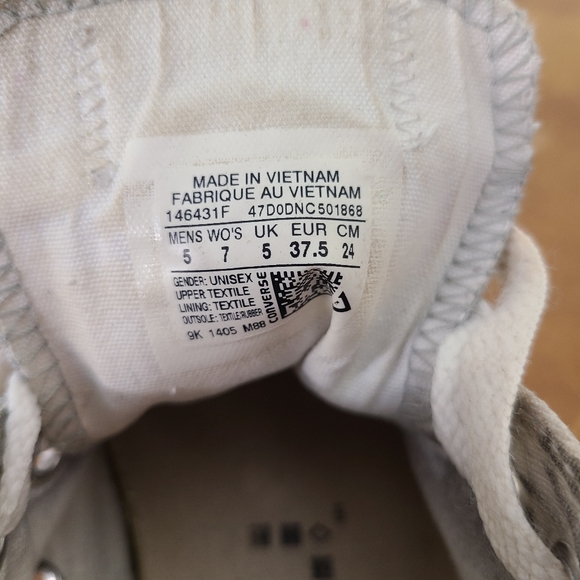 MADE IN VIETNAM
FABRIQUE AU VIETNAM
146431F 47D0DNC501868
MENS WO'S UK EUR CM
5 7 5 37.5 24
GENDER: UNISEX
UPPER TEXTILE
LINING: TEXTILE
OUTSOLE: TEXTILE/RUBBER
CONVERSE
9K 1405 M88